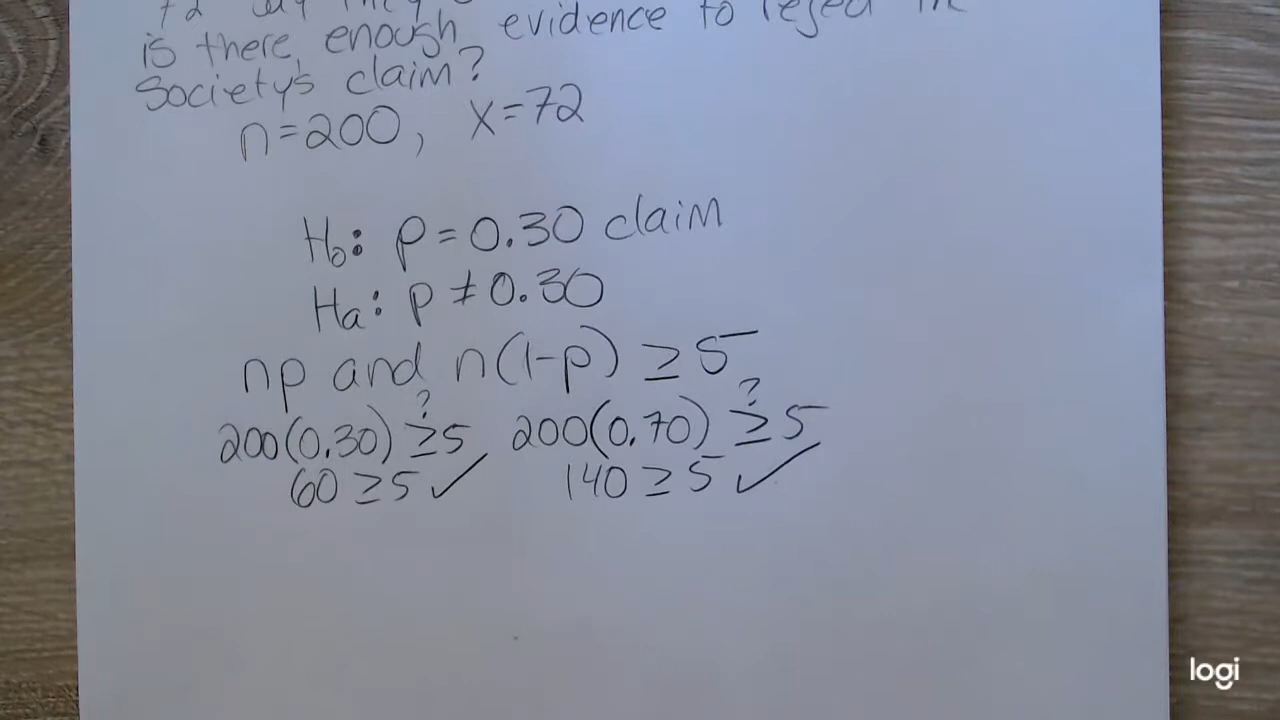 72
is there enough evidence to reject
Society's claim?
n=200, x=72
H₀: p=0.30 claim
Ha: p≠0.30
np and n(1-p) ≥5
200(0.30) ≥? 5 200(0.70) ≥? 5
60≥5 ✓ 140≥5 ✓
logi